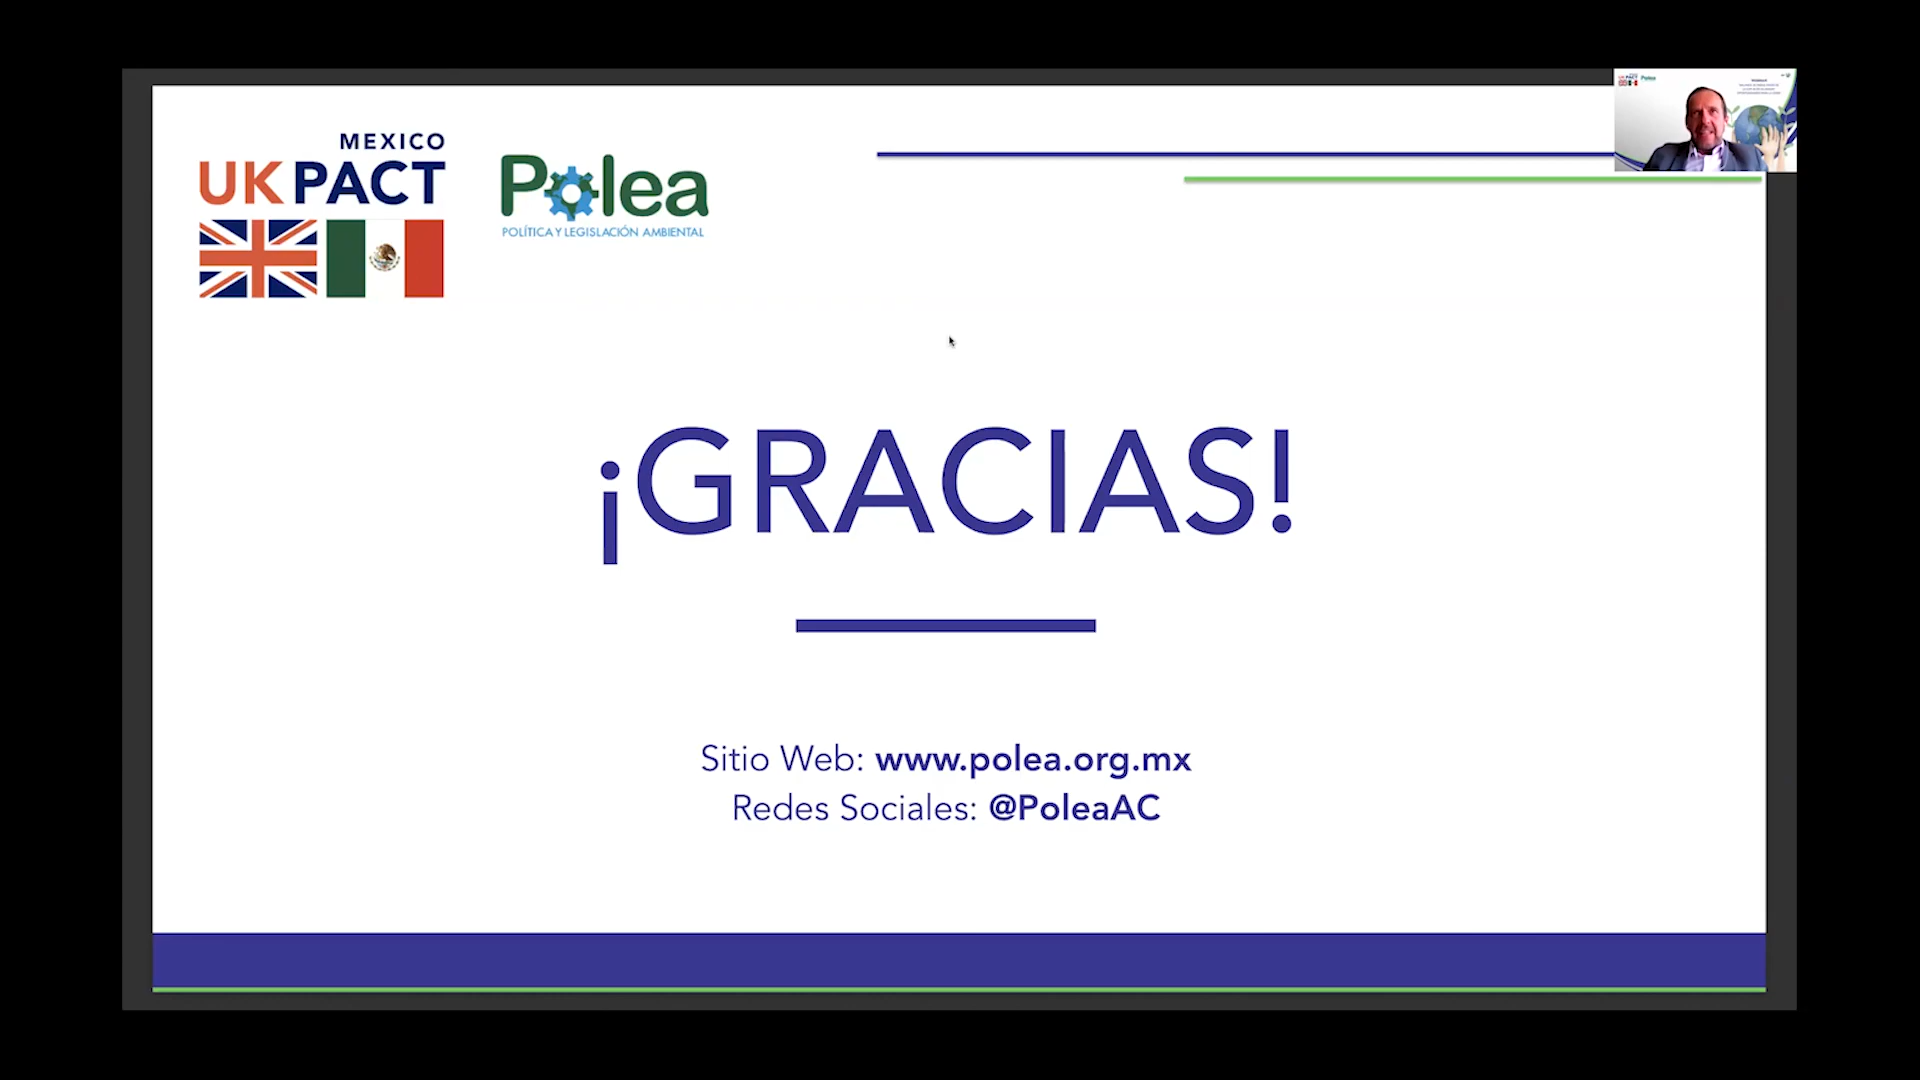 MEXICO
UK PACT
Polea
POLÍTICA Y LEGISLACIÓN AMBIENTAL
¡GRACIAS!
Sitio Web: www.polea.org.mx
Redes Sociales: @PoleaAC